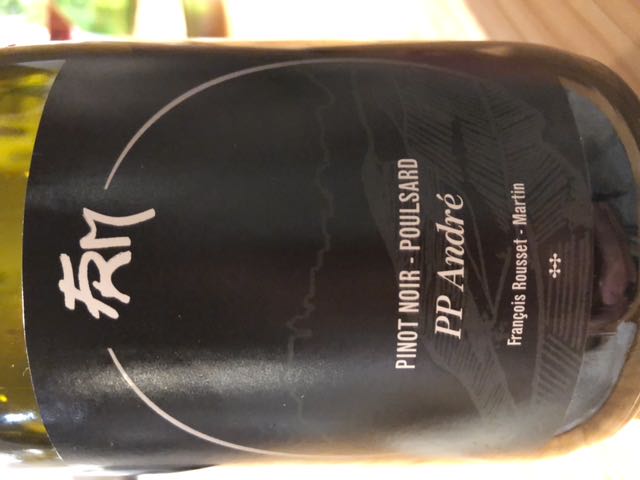 FRM
PINOT NOIR - POULSARD
PP André
François Rousset - Martin